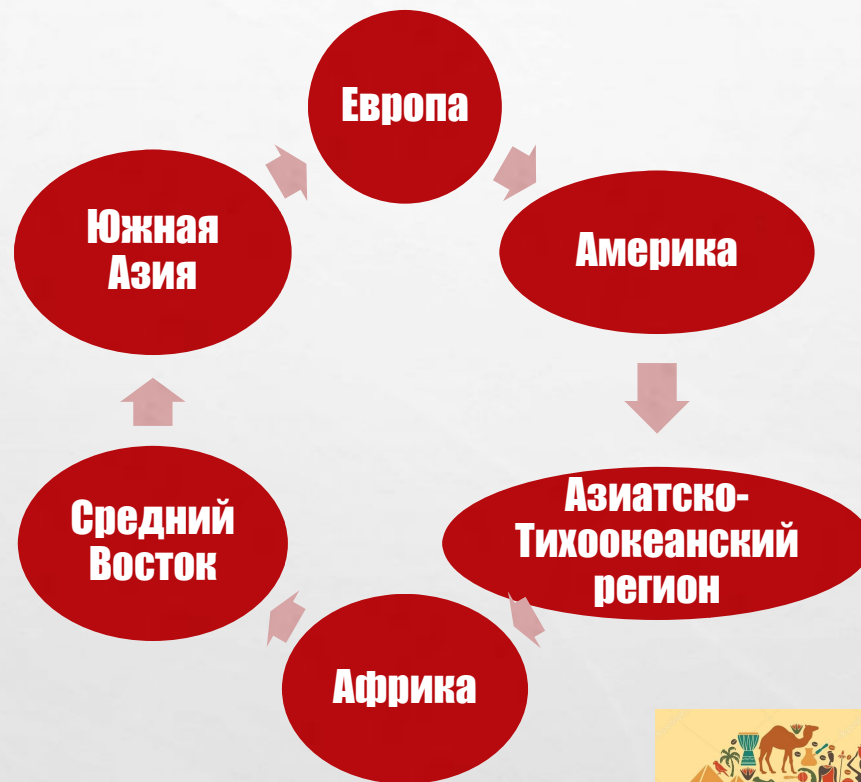 Европа
Америка
Азиатско-
Тихоокеанский
регион
Африка
Средний
Восток
Южная
Азия